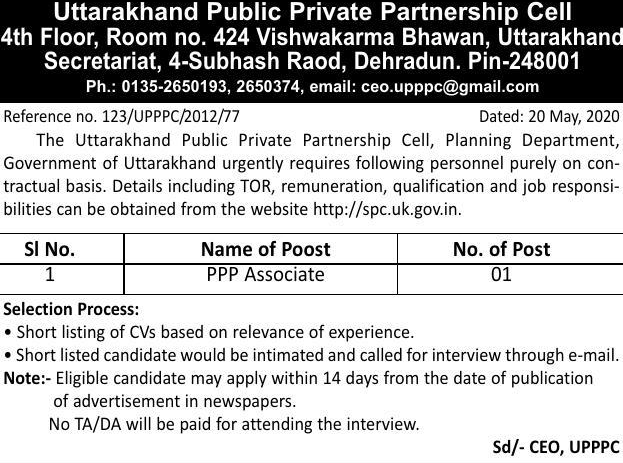 Uttarakhand Public Private Partnership Cell
4th Floor, Room no. 424 Vishwakarma Bhawan, Uttarakhand
Secretariat, 4-Subhash Raod, Dehradun. Pin-248001
Ph.: 0135-2650193, 2650374, email: ceo.upppc@gmail.com
Reference no. 123/UPPPC/2012/77 Dated: 20 May, 2020
The Uttarakhand Public Private Partnership Cell, Planning Department,
Government of Uttarakhand urgently requires following personnel purely on con-
tractual basis. Details including TOR, remuneration, qualification and job responsi-
bilities can be obtained from the website http://spc.uk.gov.in.
Sl No. Name of Poost No. of Post
1 PPP Associate 01
Selection Process:
• Short listing of CVs based on relevance of experience.
• Short listed candidate would be intimated and called for interview through e-mail.
Note:- Eligible candidate may apply within 14 days from the date of publication
of advertisement in newspapers.
No TA/DA will be paid for attending the interview.
Sd/- CEO, UPPPC